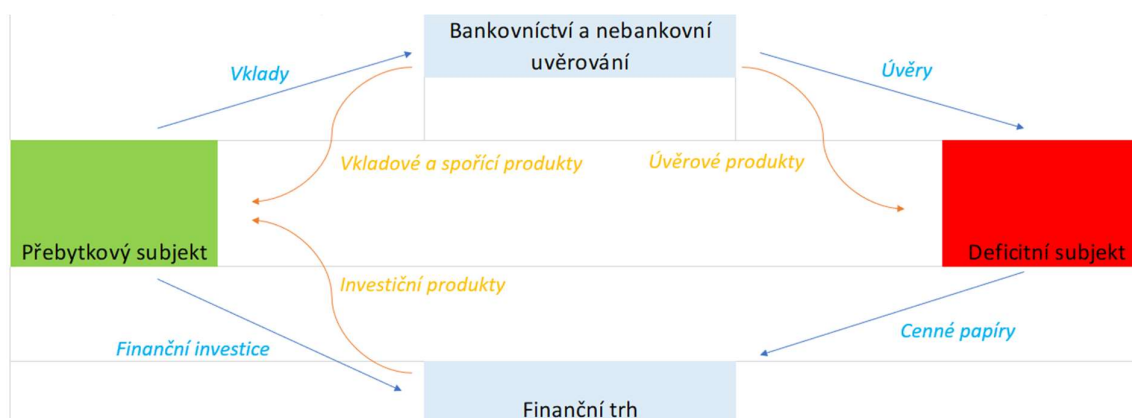 Bankovníctví a nebankovní
uvěrování
Vklady
Úvěry
Vkladové a spořící produkty
Úvěrové produkty
Přebytkový subjekt
Deficitní subjekt
Investiční produkty
Finanční investice
Cenné papíry
Finanční trh